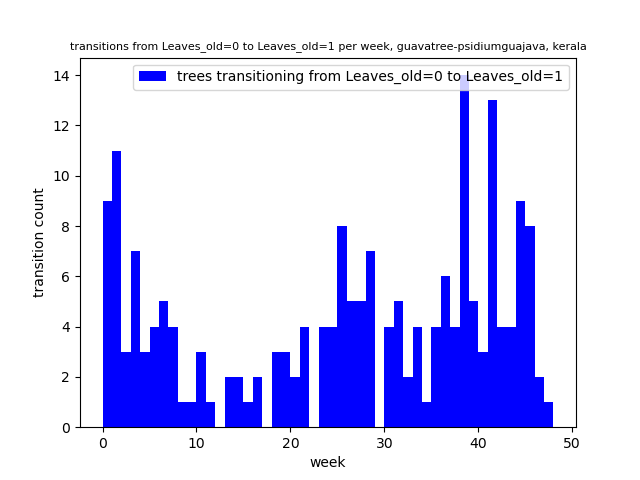 transitions from Leaves_old=0 to Leaves_old=1 per week, guavatree-psidiumguajava, kerala
trees transitioning from Leaves_old=0 to Leaves_old=1
14
12
10
8
6
4
2
0
transition count
0 10 20 30 40 50
week